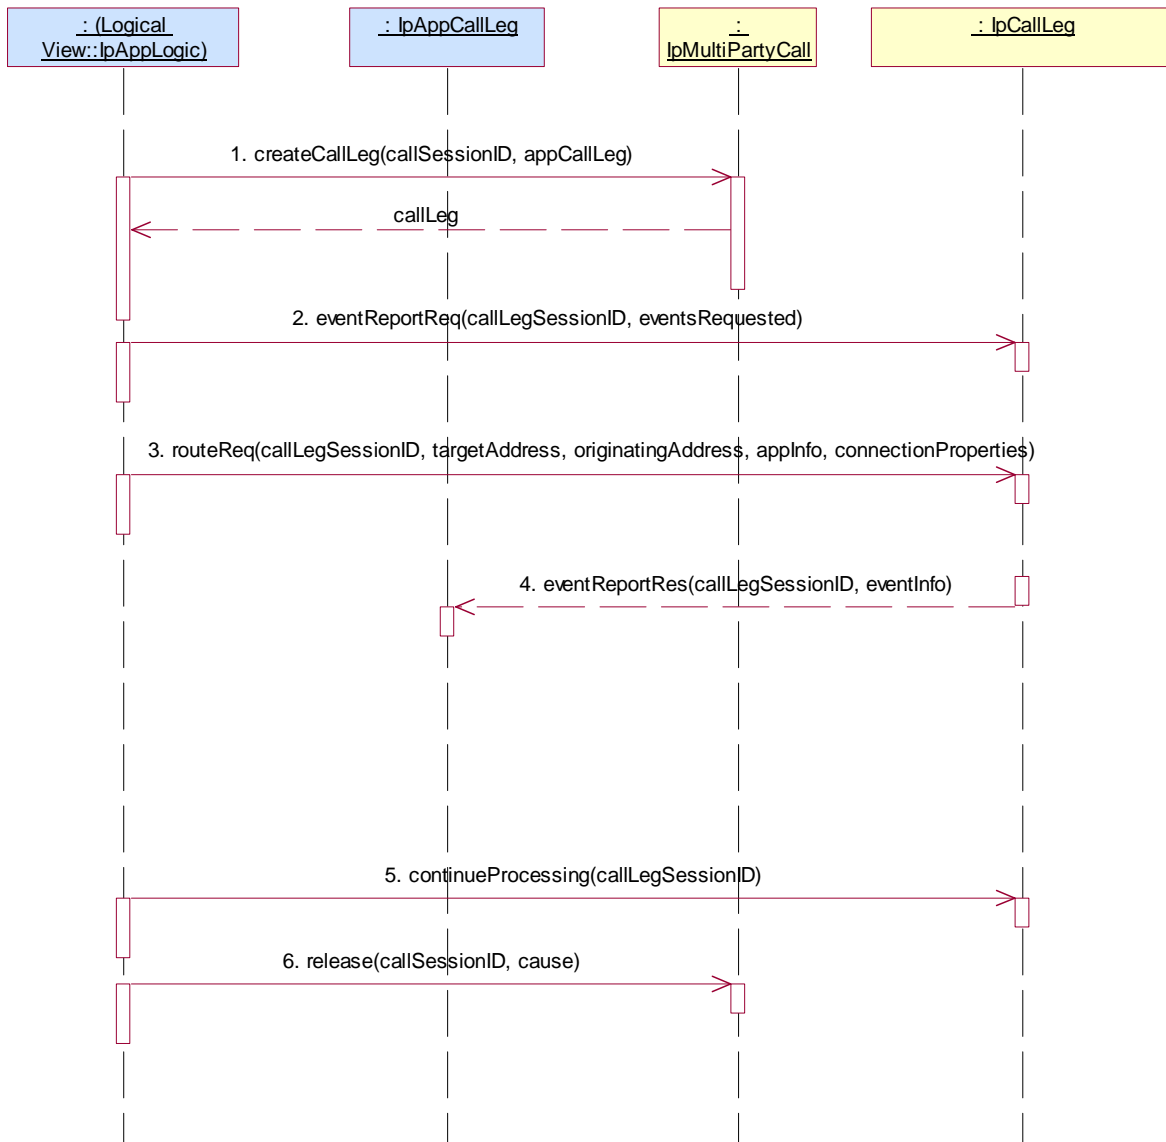 : (Logical
View::IpAppLogic)
: IpAppCallLeg
:
IpMultiPartyCall
: IpCallLeg
1. createCallLeg(callSessionID, appCallLeg)
callLeg
2. eventReportReq(callLegSessionID, eventsRequested)
3. routeReq(callLegSessionID, targetAddress, originatingAddress, appInfo, connectionProperties)
4. eventReportRes(callLegSessionID, eventInfo)
5. continueProcessing(callLegSessionID)
6. release(callSessionID, cause)